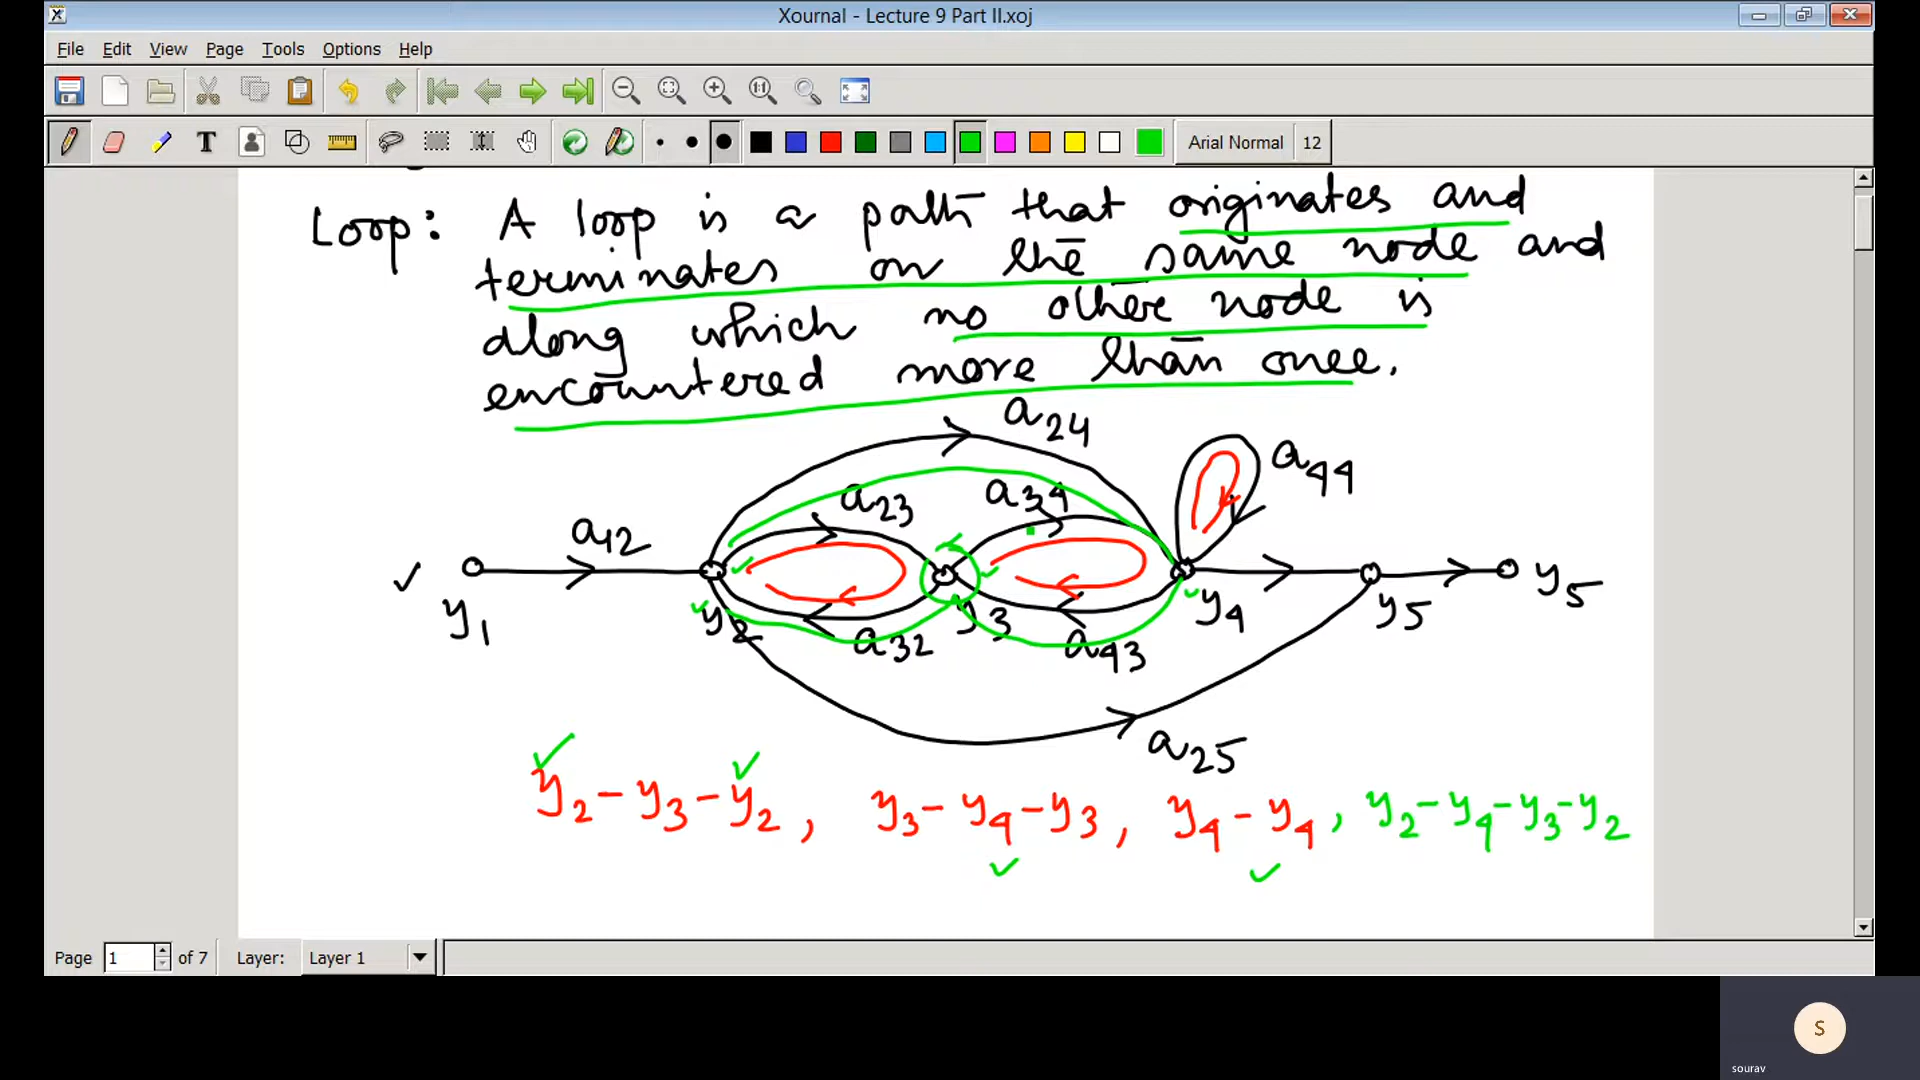 Xournal - Lecture 9 Part II.xoj
File Edit View Page Tools Options Help
Arial Normal 12
Loop: A loop is a path that originates and
terminates on the same node and
along which no other node is
encountered more than once.
a24
a44
a23 a34
a12
y1 y2 y3 y4 y5 y5
a32 a43
a25
y2 - y3 - y2, y3 - y4 - y3, y4 - y4, y2 - y4 - y3 - y2
Page 1 of 7 Layer: Layer 1
S
sourav